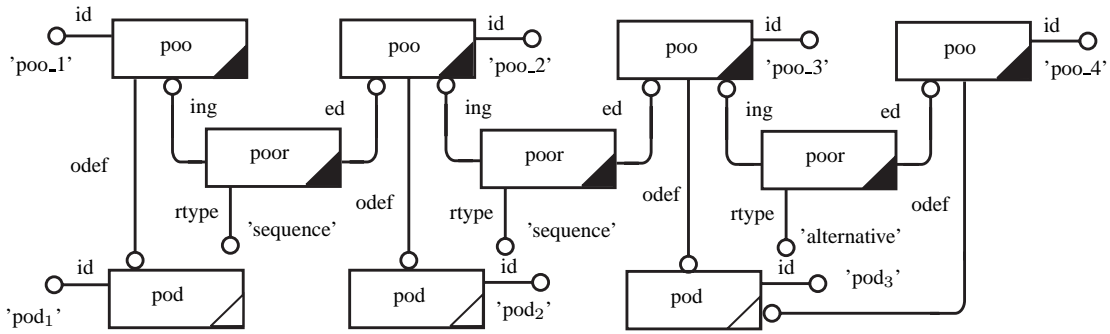 id
poo
'poo_1'
poo
id
'poo_2'
poo
id
'poo_3'
poo
id
'poo_4'
ing
poor
ed
ing
poor
ed
ing
poor
ed
odef
rtype
'sequence'
odef
rtype
'sequence'
odef
rtype
'alternative'
odef
id
pod
'pod₁'
pod
id
'pod₂'
pod
id
'pod₃'